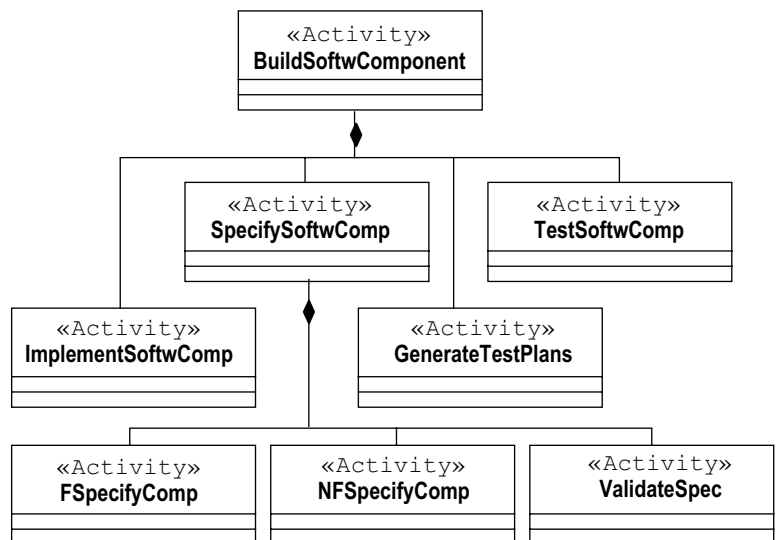 «Activity»
BuildSoftwComponent
«Activity»
SpecifySoftwComp
«Activity»
TestSoftwComp
«Activity»
ImplementSoftwComp
«Activity»
GenerateTestPlans
«Activity»
FSpecifyComp
«Activity»
NFSpecifyComp
«Activity»
ValidateSpec